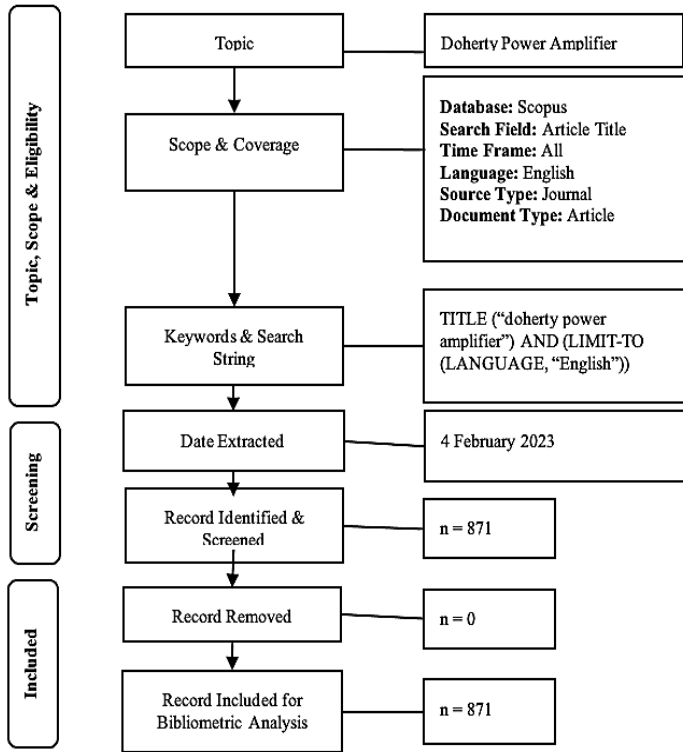 Topic, Scope & Eligibility
Topic
Doherty Power Amplifier
Scope & Coverage
Database: Scopus
Search Field: Article Title
Time Frame: All
Language: English
Source Type: Journal
Document Type: Article
Keywords & Search
String
TITLE (“doherty power
amplifier”) AND (LIMIT-TO
(LANGUAGE, “English”))
Screening
Date Extracted
4 February 2023
Record Identified &
Screened
n = 871
Included
Record Removed
n = 0
Record Included for
Bibliometric Analysis
n = 871